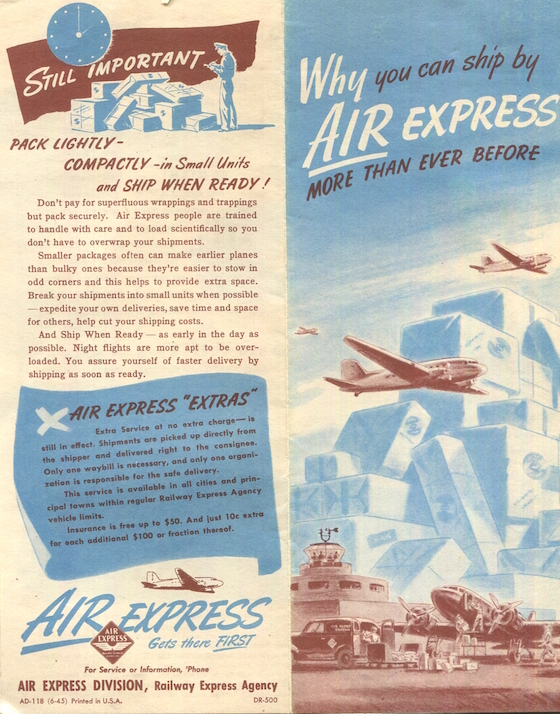 STILL IMPORTANT
PACK LIGHTLY-
COMPACTLY -in Small Units
and SHIP WHEN READY!
Don't pay for superfluous wrappings and trappings
but pack securely. Air Express people are trained
to handle with care and to load scientifically so you
don't have to overwrap your shipments.
Smaller packages often can make earlier planes
than bulky ones because they're easier to stow in
odd corners and this helps to provide extra space.
Break your shipments into small units when possible
— expedite your own deliveries, save time and space
for others, help cut your shipping costs.
And Ship When Ready — as early in the day as
possible. Night flights are more apt to be over-
loaded. You assure yourself of faster delivery by
shipping as soon as ready.
AIR EXPRESS "EXTRAS"
Extra Service at no extra charge—is
still in effect. Shipments are picked up directly from
the shipper and delivered right to the consignee.
Only one waybill is necessary, and only one organi-
zation is responsible for the safe delivery.
This service is available in all cities and prin-
cipal towns within regular Railway Express Agency
vehicle limits.
Insurance is free up to $50. And just 10c extra
for each additional $100 or fraction thereof.
AIR EXPRESS
Gets there FIRST
AIR
EXPRESS
For Service or Information, 'Phone
AIR EXPRESS DIVISION, Railway Express Agency
AD-118 (6-45) Printed in U.S.A. DR-500
Why you can ship by
AIR EXPRESS
MORE THAN EVER BEFORE